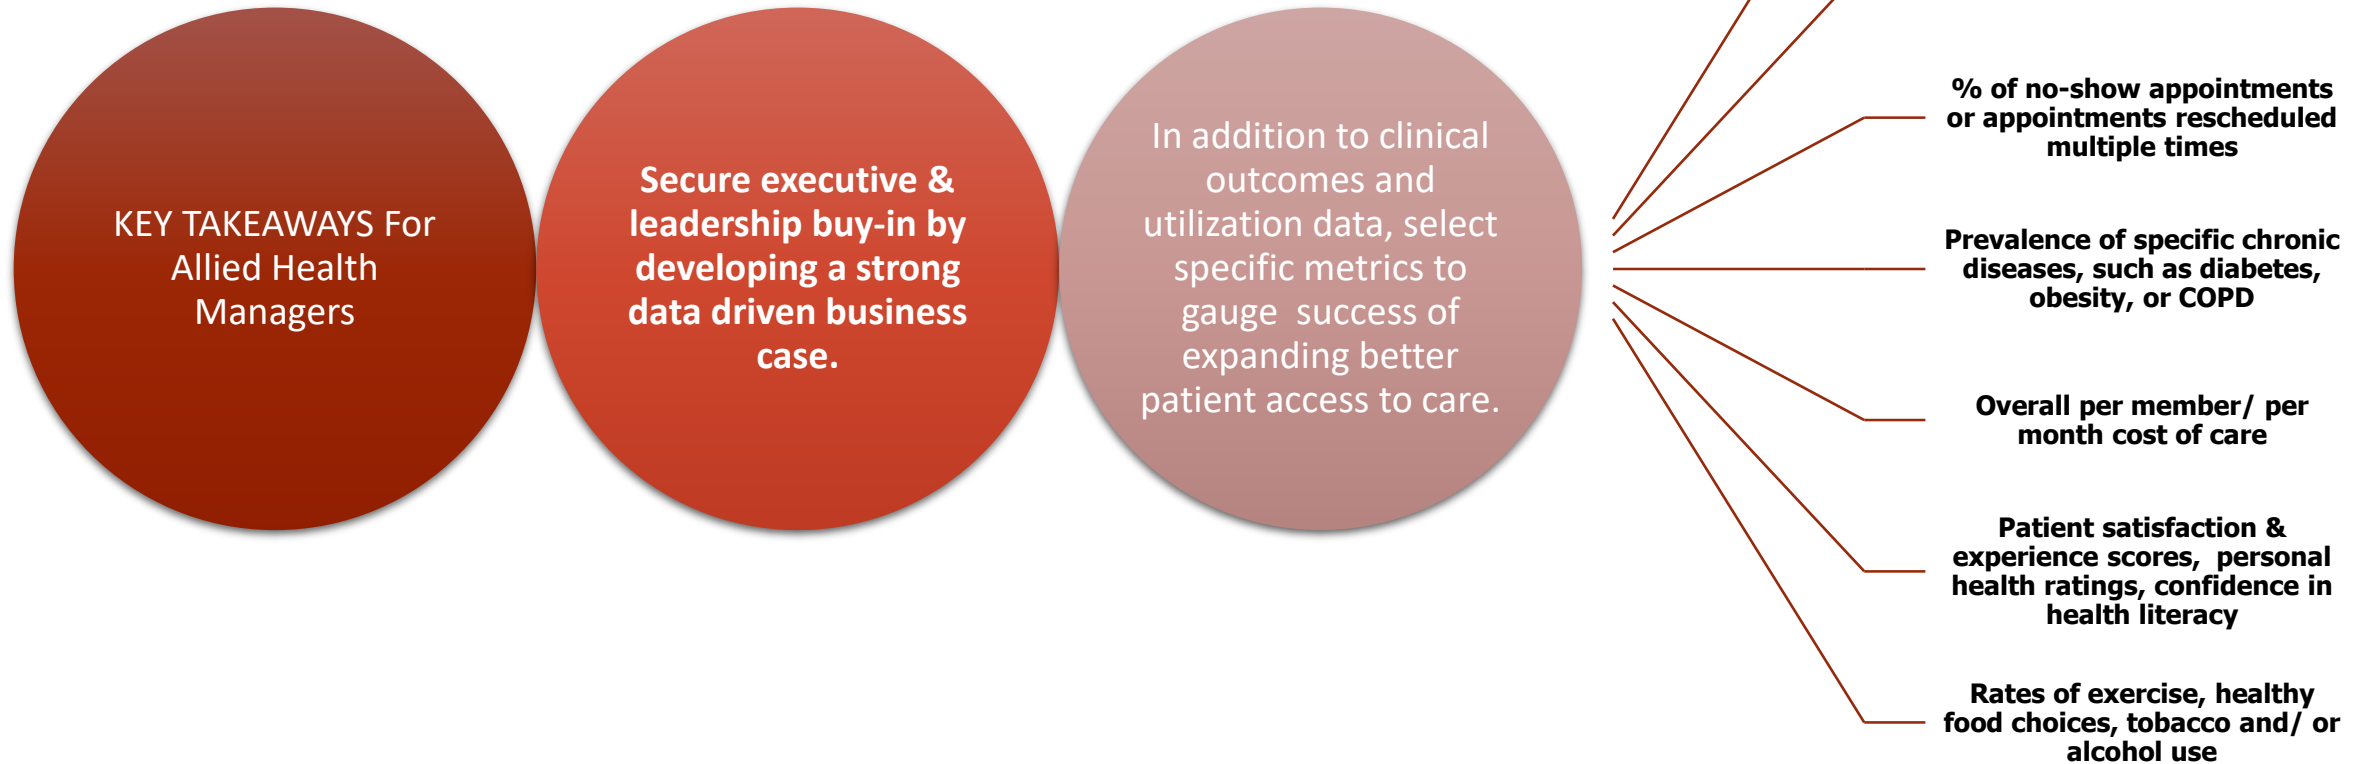 KEY TAKEAWAYS For
Allied Health
Managers
Secure executive &
leadership buy-in by
developing a strong
data driven business
case.
In addition to clinical
outcomes and
utilization data, select
specific metrics to
gauge  success of
expanding better
patient access to care.
% of no-show appointments
or appointments rescheduled
multiple times
Prevalence of specific chronic
diseases, such as diabetes,
obesity, or COPD
Overall per member/ per
month cost of care
Patient satisfaction &
experience scores,  personal
health ratings, confidence in
health literacy
Rates of exercise, healthy
food choices, tobacco and/ or
alcohol use